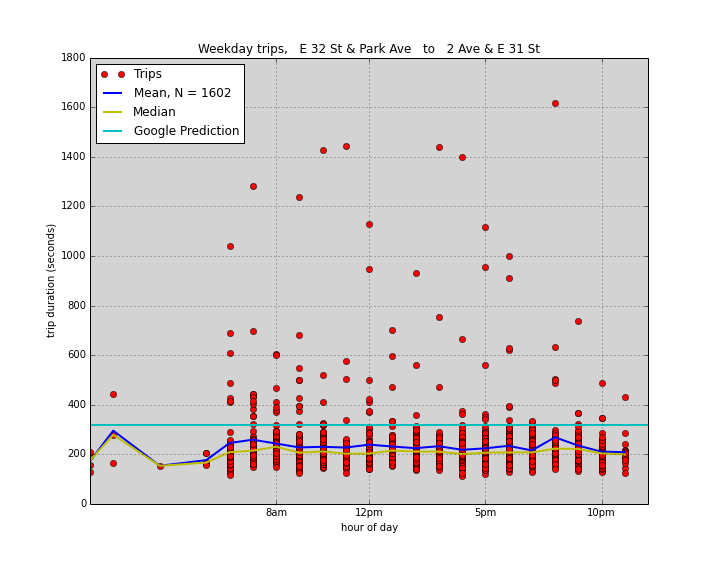 Weekday trips,   E 32 St & Park Ave   to   2 Ave & E 31 St
Trips
Mean, N = 1602
Median
Google Prediction
trip duration (seconds)
1800
1600
1400
1200
1000
800
600
400
200
0
8am 12pm 5pm 10pm
hour of day